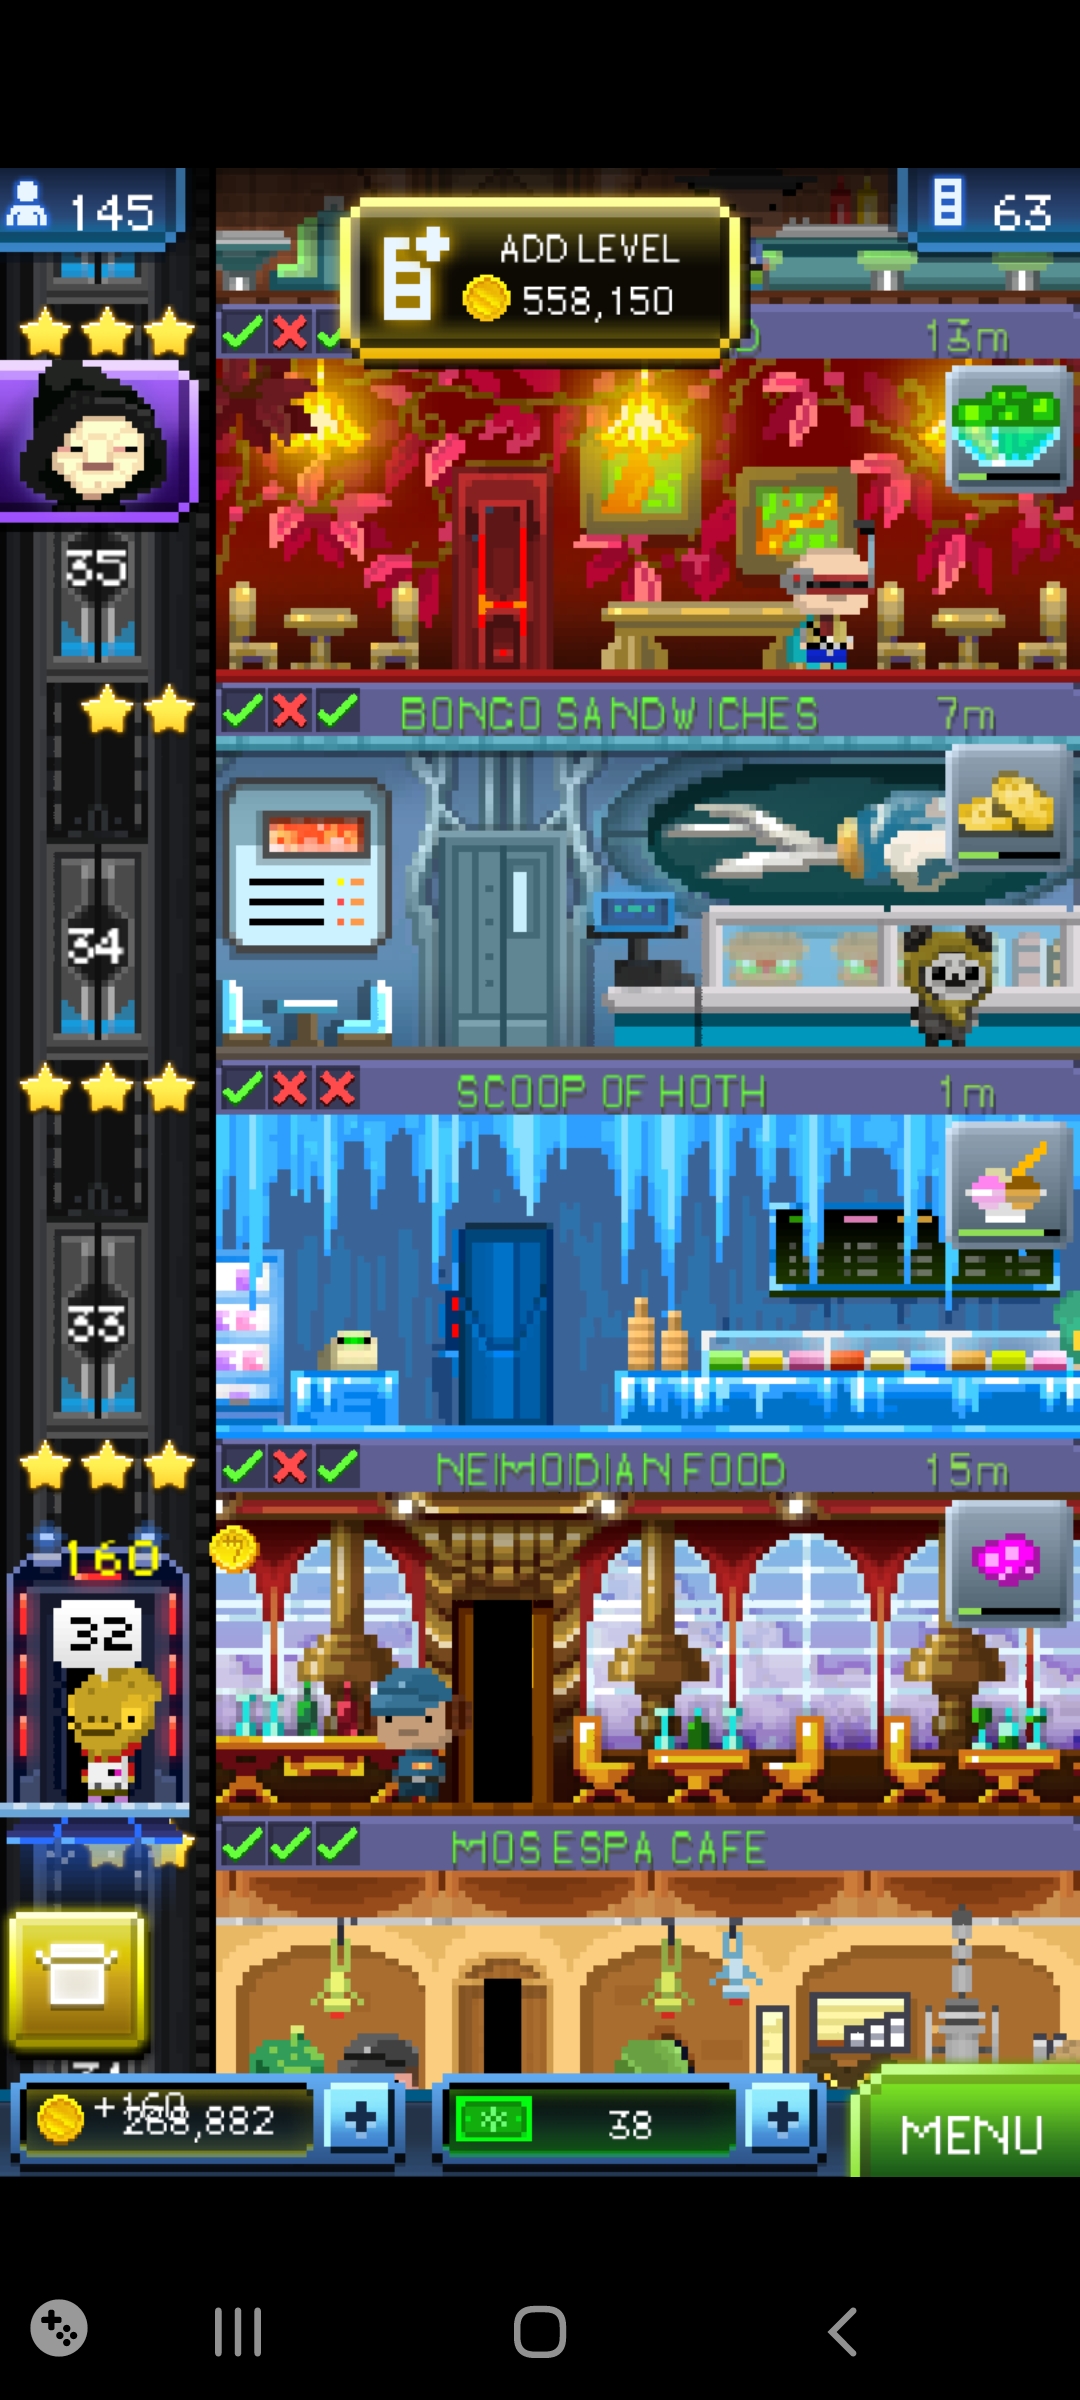 145
63
ADD LEVEL
558,150
13m
35
BONGO SANDWICHES 7m
34
SCOOP OF HOTH 1m
33
NEIMOIDIAN FOOD 15m
160
32
MOS ESPA CAFE
+160
268,882
38
MENU